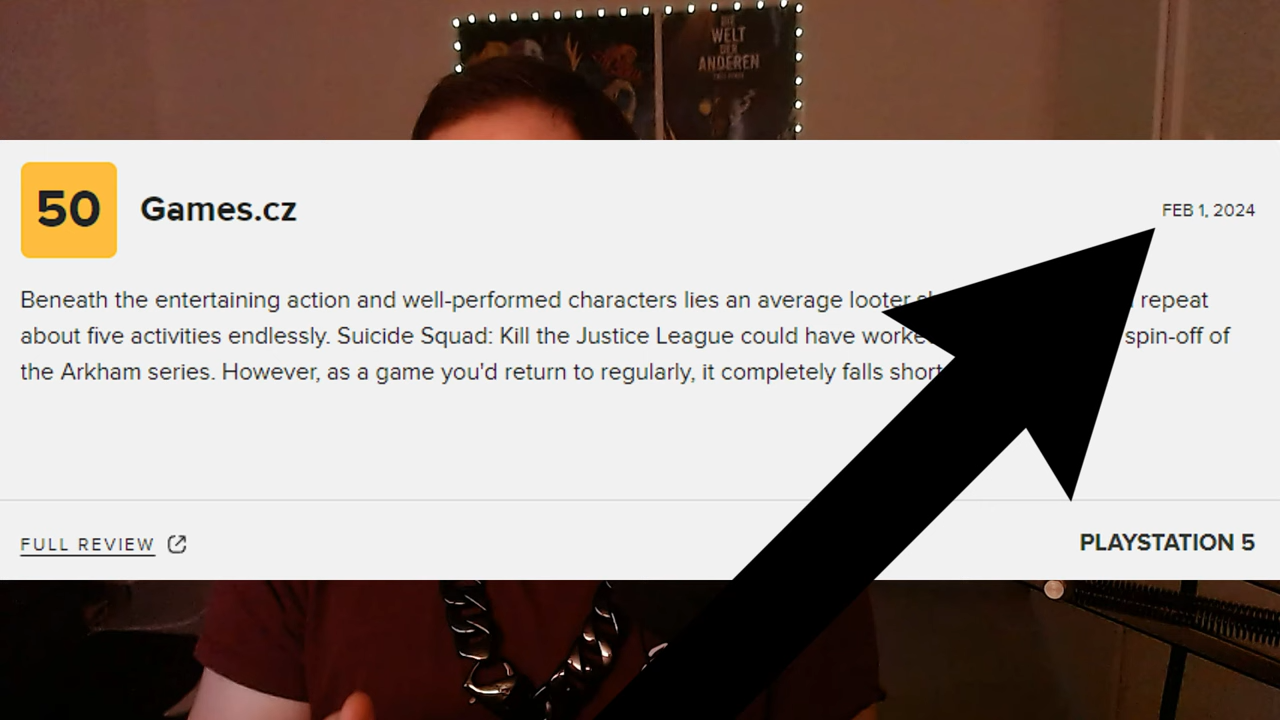 DIE
WELT
DER
ANDEREN
50
Games.cz
FEB 1, 2024
Beneath the entertaining action and well-performed characters lies an average looter repeat
about five activities endlessly. Suicide Squad: Kill the Justice League could have spin-off of
the Arkham series. However, as a game you'd return to regularly, it completely falls short
FULL REVIEW
PLAYSTATION 5